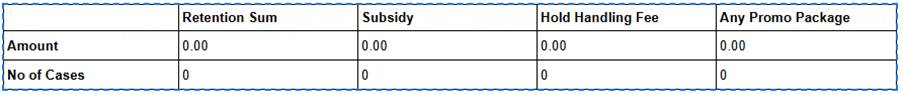 Retention Sum Subsidy Hold Handling Fee Any Promo Package
Amount 0.00 0.00 0.00 0.00
No of Cases 0 0 0 0